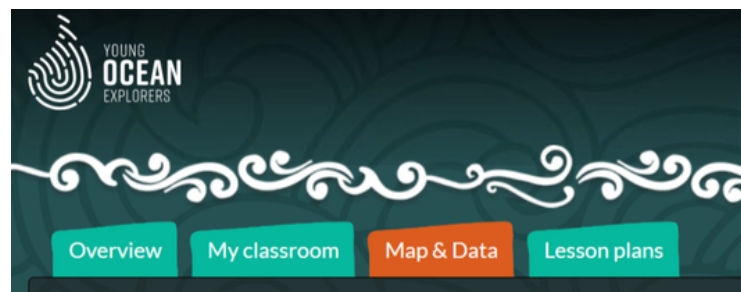 YOUNG
OCEAN
EXPLORERS
Overview My classroom Map & Data Lesson plans